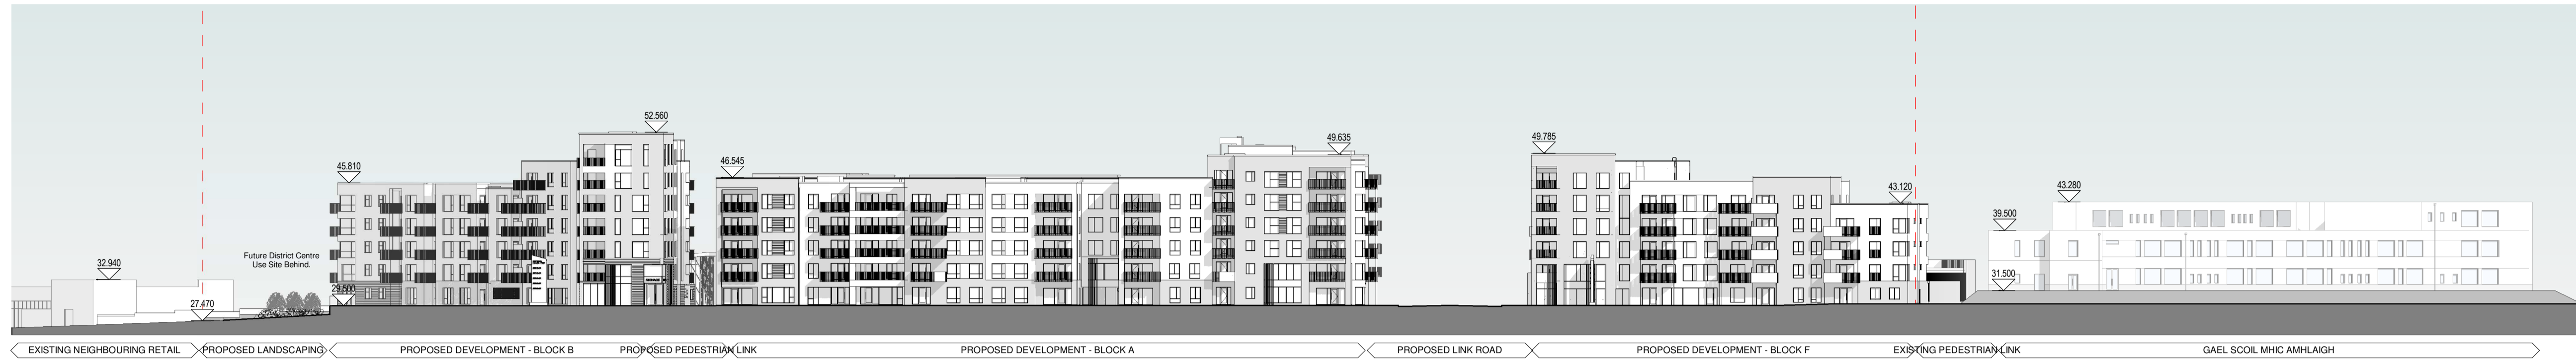 52.560
49.635
49.785
46.545
45.810
43.120
43.280
39.500
Future District Centre
Use Site Behind.
32.940
31.500
29.500
27.470
EXISTING NEIGHBOURING RETAIL
PROPOSED LANDSCAPING
PROPOSED DEVELOPMENT - BLOCK B
PROPOSED PEDESTRIAN LINK
PROPOSED DEVELOPMENT - BLOCK A
PROPOSED LINK ROAD
PROPOSED DEVELOPMENT - BLOCK F
EXISTING PEDESTRIAN LINK
GAEL SCOIL MHIC AMHLAIGH